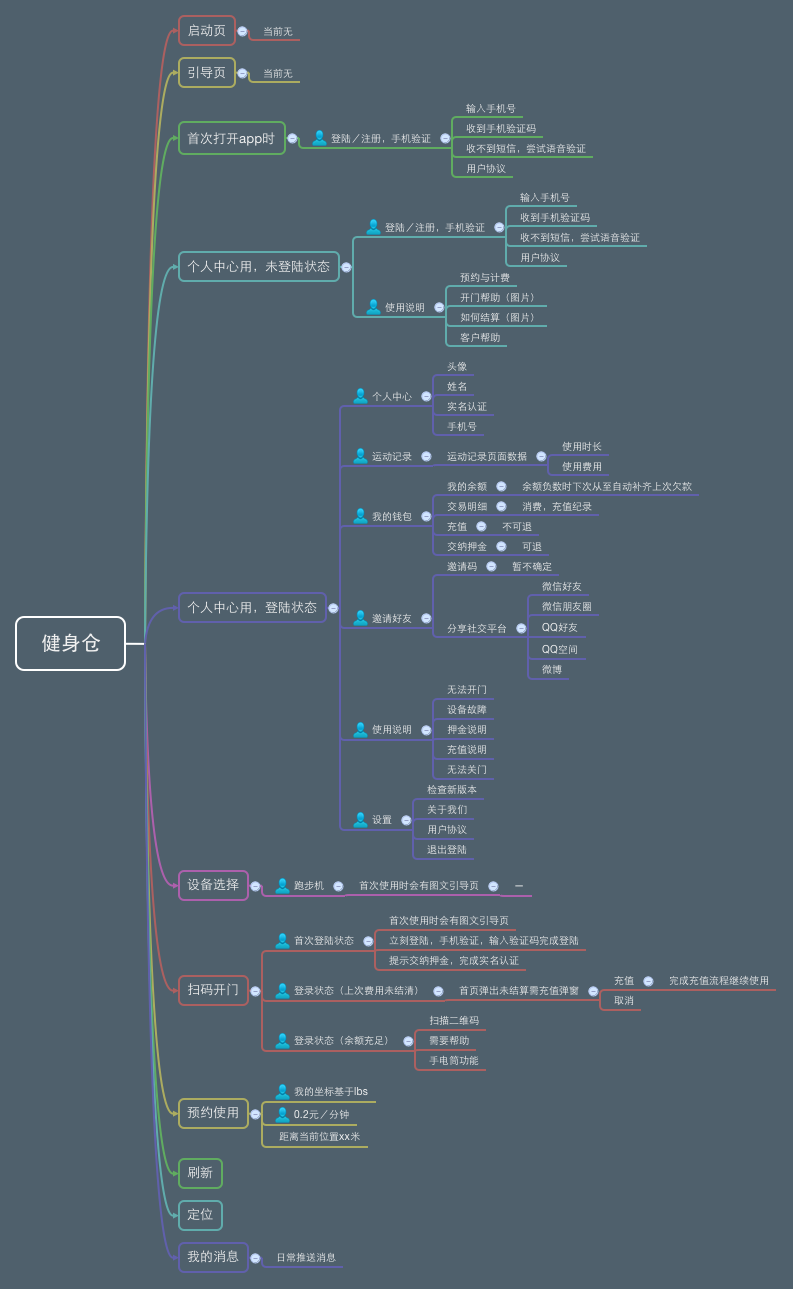 启动页
当前无
引导页
当前无
首次打开app时
登陆／注册，手机验证
输入手机号
收到手机验证码
收不到短信，尝试语音验证
用户协议
个人中心用，未登陆状态
登陆／注册，手机验证
输入手机号
收到手机验证码
收不到短信，尝试语音验证
用户协议
使用说明
预约与计费
开门帮助（图片）
如何结算（图片）
客户帮助
健身仓
个人中心用，登陆状态
个人中心
头像
姓名
实名认证
手机号
运动记录
运动记录页面数据
使用时长
使用费用
我的钱包
我的余额
余额负数时下次从至自动补齐上次欠款
交易明细
消费，充值纪录
充值
不可退
交纳押金
可退
邀请好友
邀请码
暂不确定
分享社交平台
微信好友
微信朋友圈
QQ好友
QQ空间
微博
使用说明
无法开门
设备故障
押金说明
充值说明
无法关门
设置
检查新版本
关于我们
用户协议
退出登陆
设备选择
跑步机
首次使用时会有图文引导页
一
扫码开门
首次登陆状态
首次使用时会有图文引导页
立刻登陆，手机验证，输入验证码完成登陆
提示交纳押金，完成实名认证
登录状态（上次费用未结清）
首页弹出未结算需充值弹窗
充值
完成充值流程继续使用
取消
登录状态（余额充足）
扫描二维码
需要帮助
手电筒功能
预约使用
我的坐标基于lbs
0.2元／分钟
距离当前位置xx米
刷新
定位
我的消息
日常推送消息